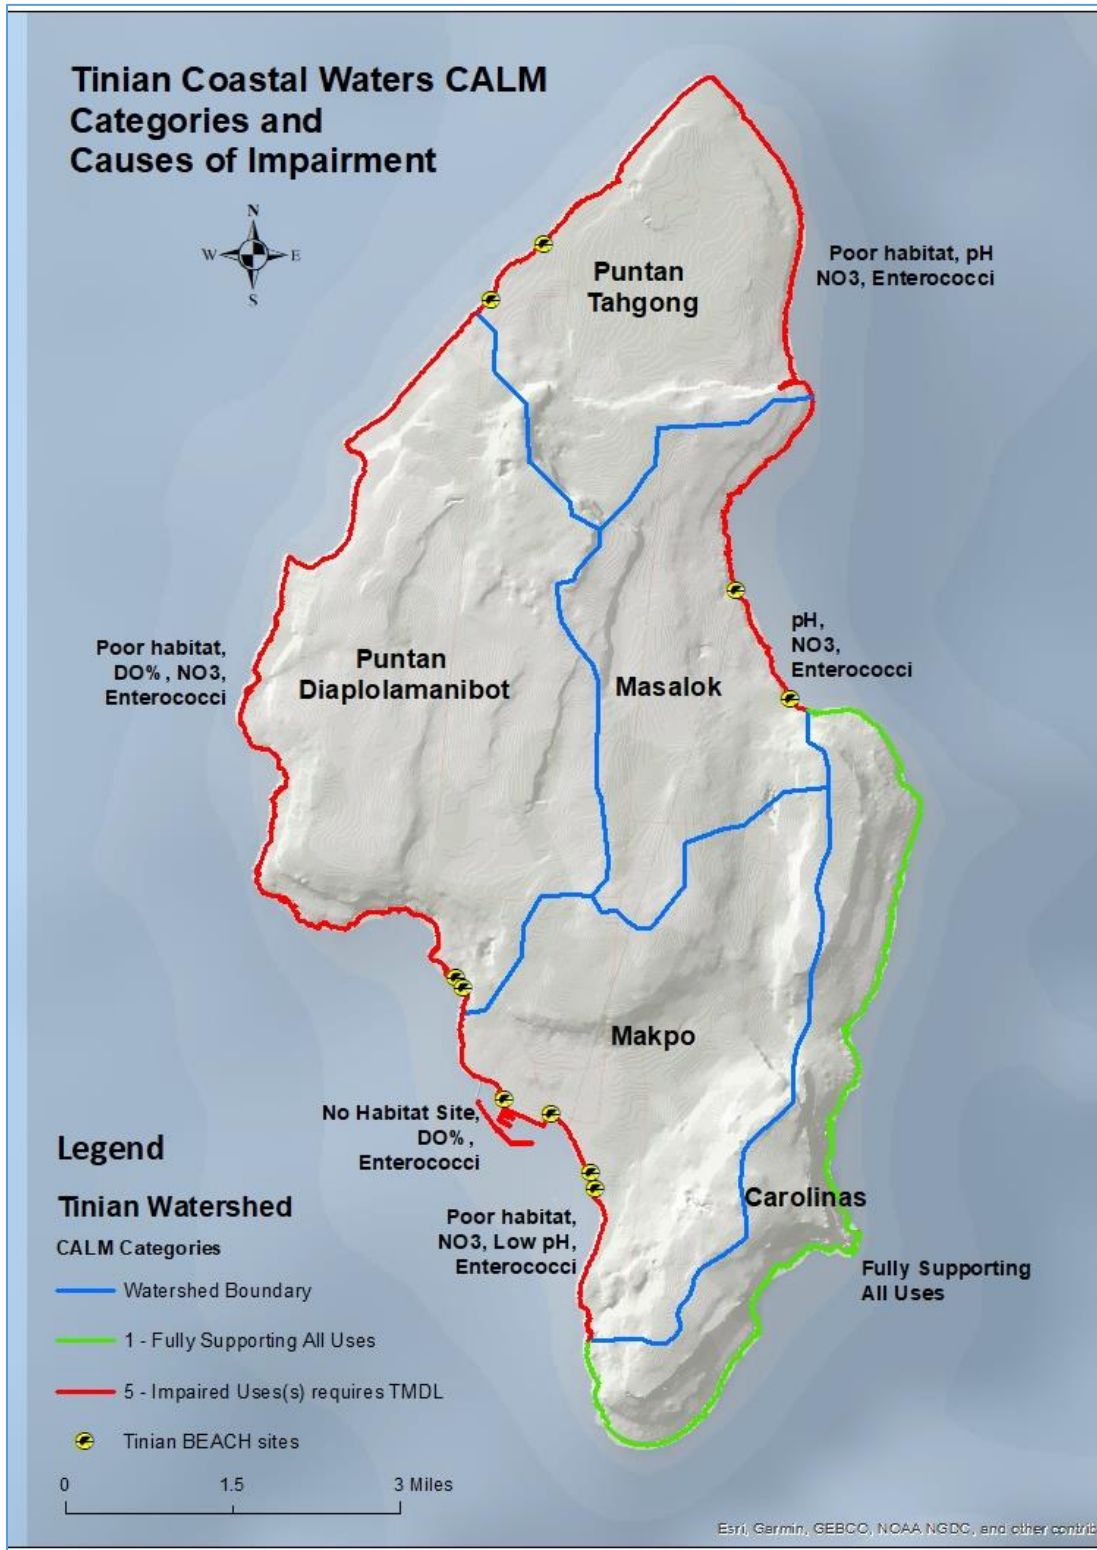 Tinian Coastal Waters CALM
Categories and
Causes of Impairment
N
W
E
S
Poor habitat, pH
NO3, Enterococci
Puntan
Tahgong
pH,
NO3,
Enterococci
Poor habitat,
DO%, NO3,
Enterococci
Puntan
Diaplolamanibot
Masalok
Makpo
No Habitat Site,
DO%,
Enterococci
Carolinas
Poor habitat,
NO3, Low pH,
Enterococci
Fully Supporting
All Uses
Legend
Tinian Watershed
CALM Categories
Watershed Boundary
1 - Fully Supporting All Uses
5 - Impaired Uses(s) requires TMDL
Tinian BEACH sites
0 1.5 3 Miles
Esri, Garmin, GEBCO, NOAA NGDC, and other contrib